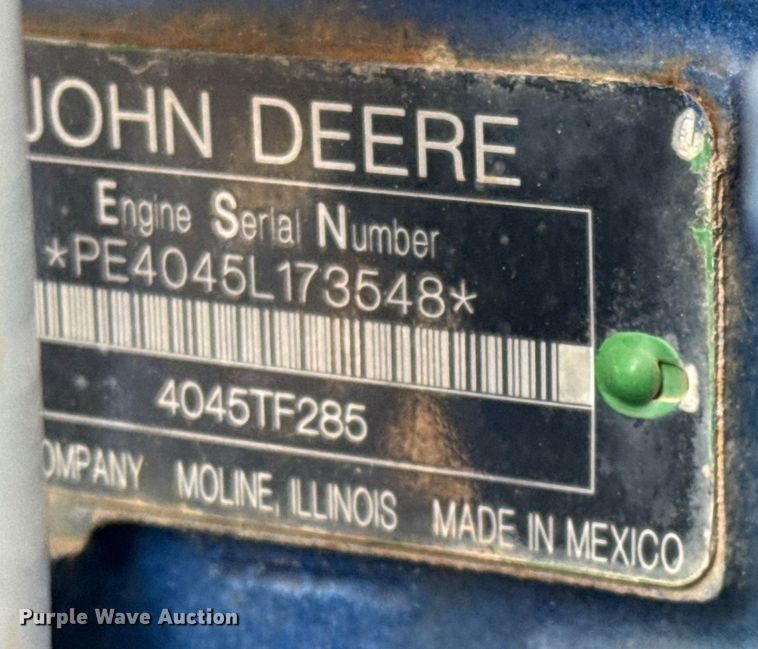 JOHN DEERE
Engine Serial Number
*PE4045L173548*
4045TF285
OMPANY MOLINE, ILLINOIS MADE IN MEXICO
Purple Wave Auction